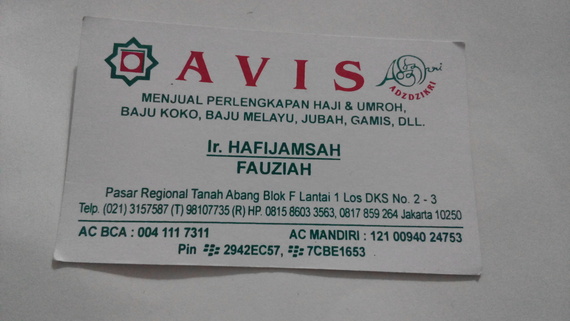 AVIS
ADZDZIKRI
MENJUAL PERLENGKAPAN HAJI & UMROH,
BAJU KOKO, BAJU MELAYU, JUBAH, GAMIS, DLL.
Ir. HAFIJAMSAH
FAUZIAH
Pasar Regional Tanah Abang Blok F Lantai 1 Los DKS No. 2 - 3
Telp. (021) 3157587 (T) 98107735 (R) HP. 0815 8603 3563, 0817 859 264 Jakarta 10250
AC BCA : 004 111 7311 AC MANDIRI : 121 00940 24753
Pin 2942EC57, 7CBE1653